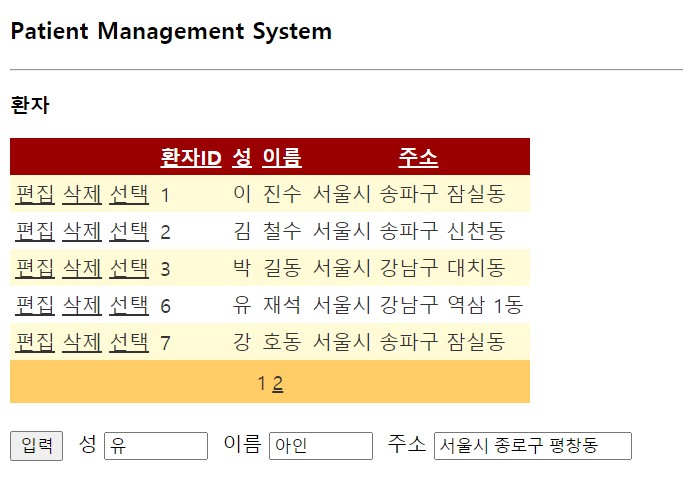 Patient Management System
환자
환자ID 성 이름 주소
편집 삭제 선택 1 이 진수 서울시 송파구 잠실동
편집 삭제 선택 2 김 철수 서울시 송파구 신천동
편집 삭제 선택 3 박 길동 서울시 강남구 대치동
편집 삭제 선택 6 유 재석 서울시 강남구 역삼 1동
편집 삭제 선택 7 강 호동 서울시 송파구 잠실동
1 2
입력 성 유 이름 아인 주소 서울시 종로구 평창동